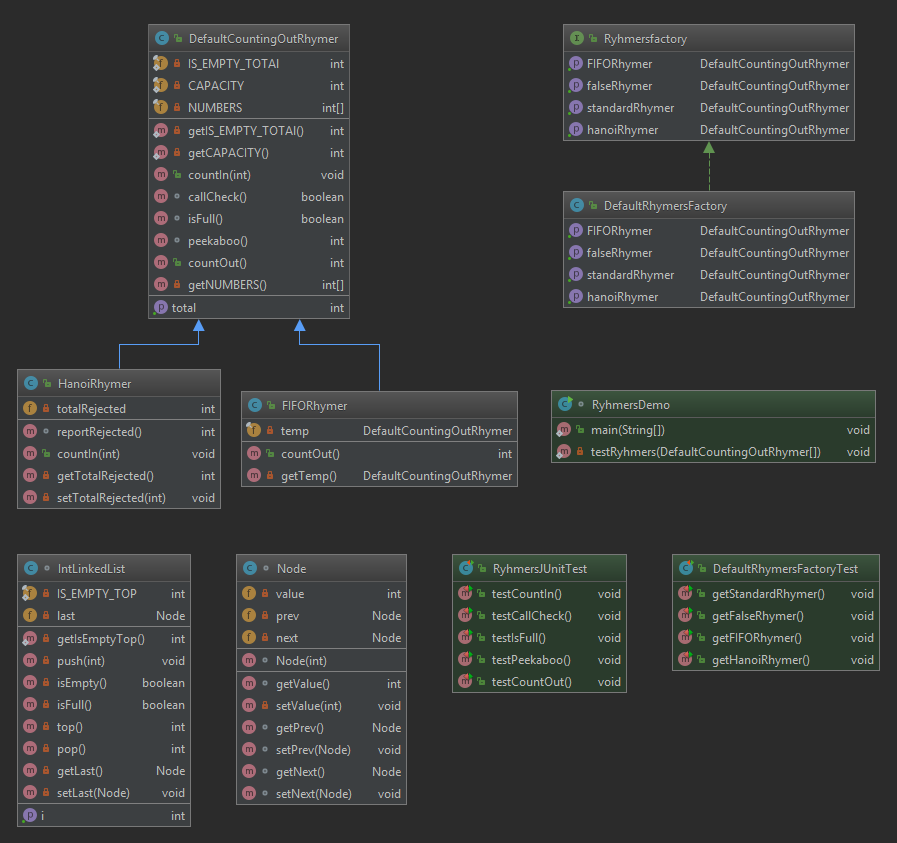 DefaultCountingOutRhymer
IS_EMPTY_TOTAl int
CAPACITY int
NUMBERS int[]
getIS_EMPTY_TOTAl() int
getCAPACITY() int
countIn(int) void
callCheck() boolean
isFull() boolean
peekaboo() int
countOut() int
getNUMBERS() int[]
total int
Ryhmersfactory
FIFORhymer DefaultCountingOutRhymer
falseRhymer DefaultCountingOutRhymer
standardRhymer DefaultCountingOutRhymer
hanoiRhymer DefaultCountingOutRhymer
DefaultRhymersFactory
FIFORhymer DefaultCountingOutRhymer
falseRhymer DefaultCountingOutRhymer
standardRhymer DefaultCountingOutRhymer
hanoiRhymer DefaultCountingOutRhymer
HanoiRhymer
totalRejected int
reportRejected() int
countIn(int) void
getTotalRejected() int
setTotalRejected(int) void
FIFORhymer
temp DefaultCountingOutRhymer
countOut() int
getTemp() DefaultCountingOutRhymer
RyhmersDemo
main(String[]) void
testRyhmers(DefaultCountingOutRhymer[]) void
IntLinkedList
IS_EMPTY_TOP int
last Node
getIsEmptyTop() int
push(int) void
isEmpty() boolean
isFull() boolean
top() int
pop() int
getLast() Node
setLast(Node) void
i int
Node
value int
prev Node
next Node
Node(int)
getValue() int
setValue(int) void
getPrev() Node
setPrev(Node) void
getNext() Node
setNext(Node) void
RyhmersJUnitTest
testCountIn() void
testCallCheck() void
testIsFull() void
testPeekaboo() void
testCountOut() void
DefaultRhymersFactoryTest
getStandardRhymer() void
getFalseRhymer() void
getFIFORhymer() void
getHanoiRhymer() void